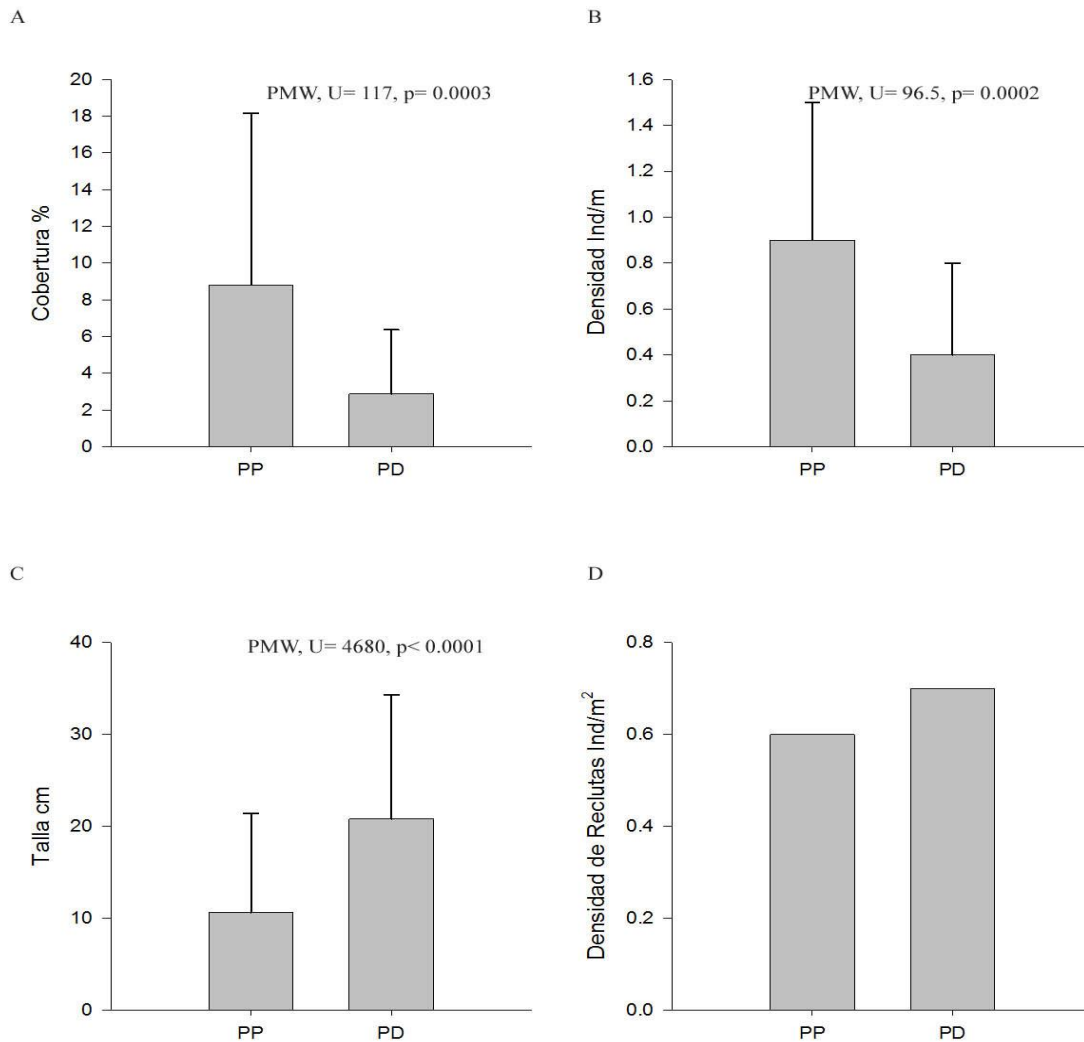 A
PMW, U= 117, p= 0.0003
Cobertura %
20
18
16
14
12
10
8
6
4
2
0
PP PD
B
PMW, U= 96.5, p= 0.0002
Densidad Ind/m
1.6
1.4
1.2
1.0
0.8
0.6
0.4
0.2
0.0
PP PD
C
PMW, U= 4680, p< 0.0001
Talla cm
40
30
20
10
0
PP PD
D
Densidad de Reclutas Ind/m²
0.8
0.6
0.4
0.2
0.0
PP PD